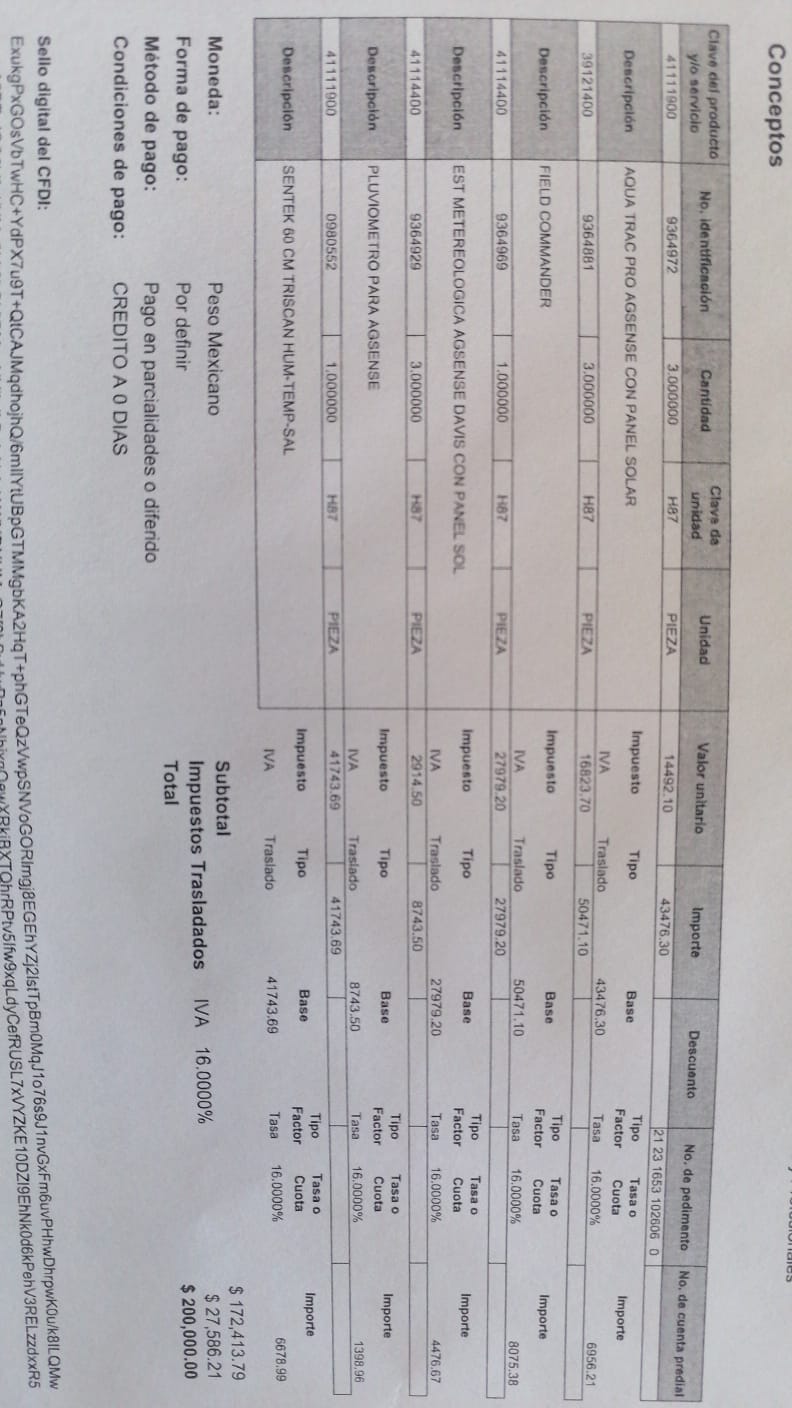 Conceptos
Clave del producto y/o servicio No. identificación Cantidad Clave de unidad Unidad Valor unitario Importe Descuento No. de pedimento No. de cuenta predial
41111900 9364972 3.000000 H87 PIEZA 14492.10 43476.30 21 23 1653 102606 0
Descripción AQUA TRAC PRO AGSENSE CON PANEL SOLAR Impuesto Tipo Base Tipo Factor Tasa o Cuota Importe
IVA Traslado 43476.30 Tasa 16.0000% 6956.21
39121400 9364881 3.000000 H87 PIEZA 16823.70 50471.10
Descripción FIELD COMMANDER Impuesto Tipo Base Tipo Factor Tasa o Cuota Importe
IVA Traslado 50471.10 Tasa 16.0000% 8075.38
41114400 9364969 1.000000 H87 PIEZA 27979.20 27979.20
Descripción EST METEREOLOGICA AGSENSE DAVIS CON PANEL SOL Impuesto Tipo Base Tipo Factor Tasa o Cuota Importe
IVA Traslado 27979.20 Tasa 16.0000% 4476.67
41114400 9364929 3.000000 H87 PIEZA 2914.50 8743.50
Descripción PLUVIOMETRO PARA AGSENSE Impuesto Tipo Base Tipo Factor Tasa o Cuota Importe
IVA Traslado 8743.50 Tasa 16.0000% 1398.96
41111900 0980552 1.000000 H87 PIEZA 41743.69 41743.69
Descripción SENTEK 60 CM TRISCAN HUM-TEMP-SAL Impuesto Tipo Base Tipo Factor Tasa o Cuota Importe
IVA Traslado 41743.69 Tasa 16.0000% 6678.99
Moneda: Peso Mexicano
Forma de pago: Por definir
Método de pago: Pago en parcialidades o diferido
Condiciones de pago: CREDITO A 0 DIAS
Subtotal $ 172,413.79
Impuestos Trasladados IVA 16.0000% $ 27,586.21
Total $ 200,000.00
Sello digital del CFDI: